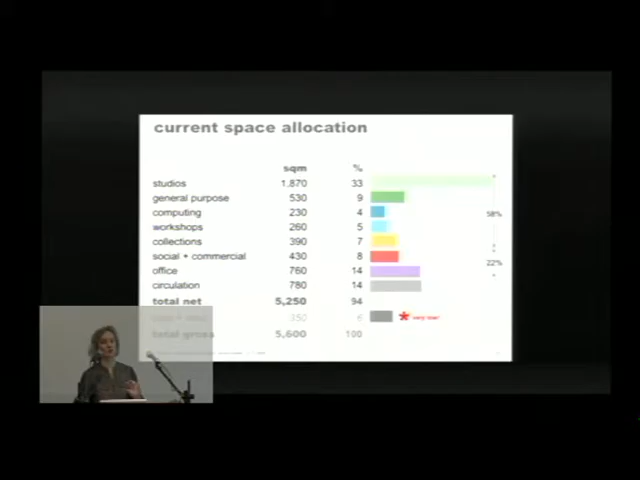 current space allocation
sqm %
studios 1,870 33
general purpose 530 9
computing 230 4
workshops 260 5
58%
collections 390 7
social + commercial 430 8
22%
office 760 14
circulation 780 14
total net 5,250 94
350 6
* very low!
total gross 5,600 100